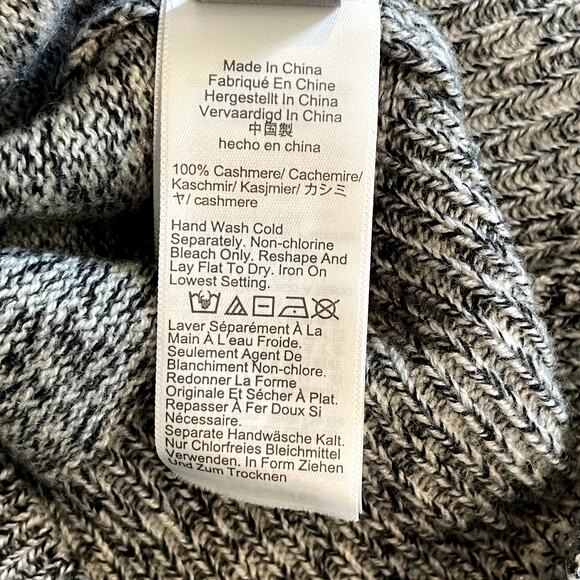 Made In China
Fabriqué En Chine
Hergestellt In China
Vervaardigd In China
中国製
hecho en china
100% Cashmere/ Cachemire/
Kaschmir/ Kasjmier/ カシミ
ヤ/ cashmere
Hand Wash Cold
Separately. Non-chlorine
Bleach Only. Reshape And
Lay Flat To Dry. Iron On
Lowest Setting.
Laver Séparément À La
Main À L'eau Froide.
Seulement Agent De
Blanchiment Non-chlore.
Redonner La Forme
Originale Et Sécher À Plat.
Repasser À Fer Doux Si
Nécessaire.
Separate Handwäsche Kalt.
Nur Chlorfreies Bleichmittel
Verwenden. In Form Ziehen
Und Zum Trocknen